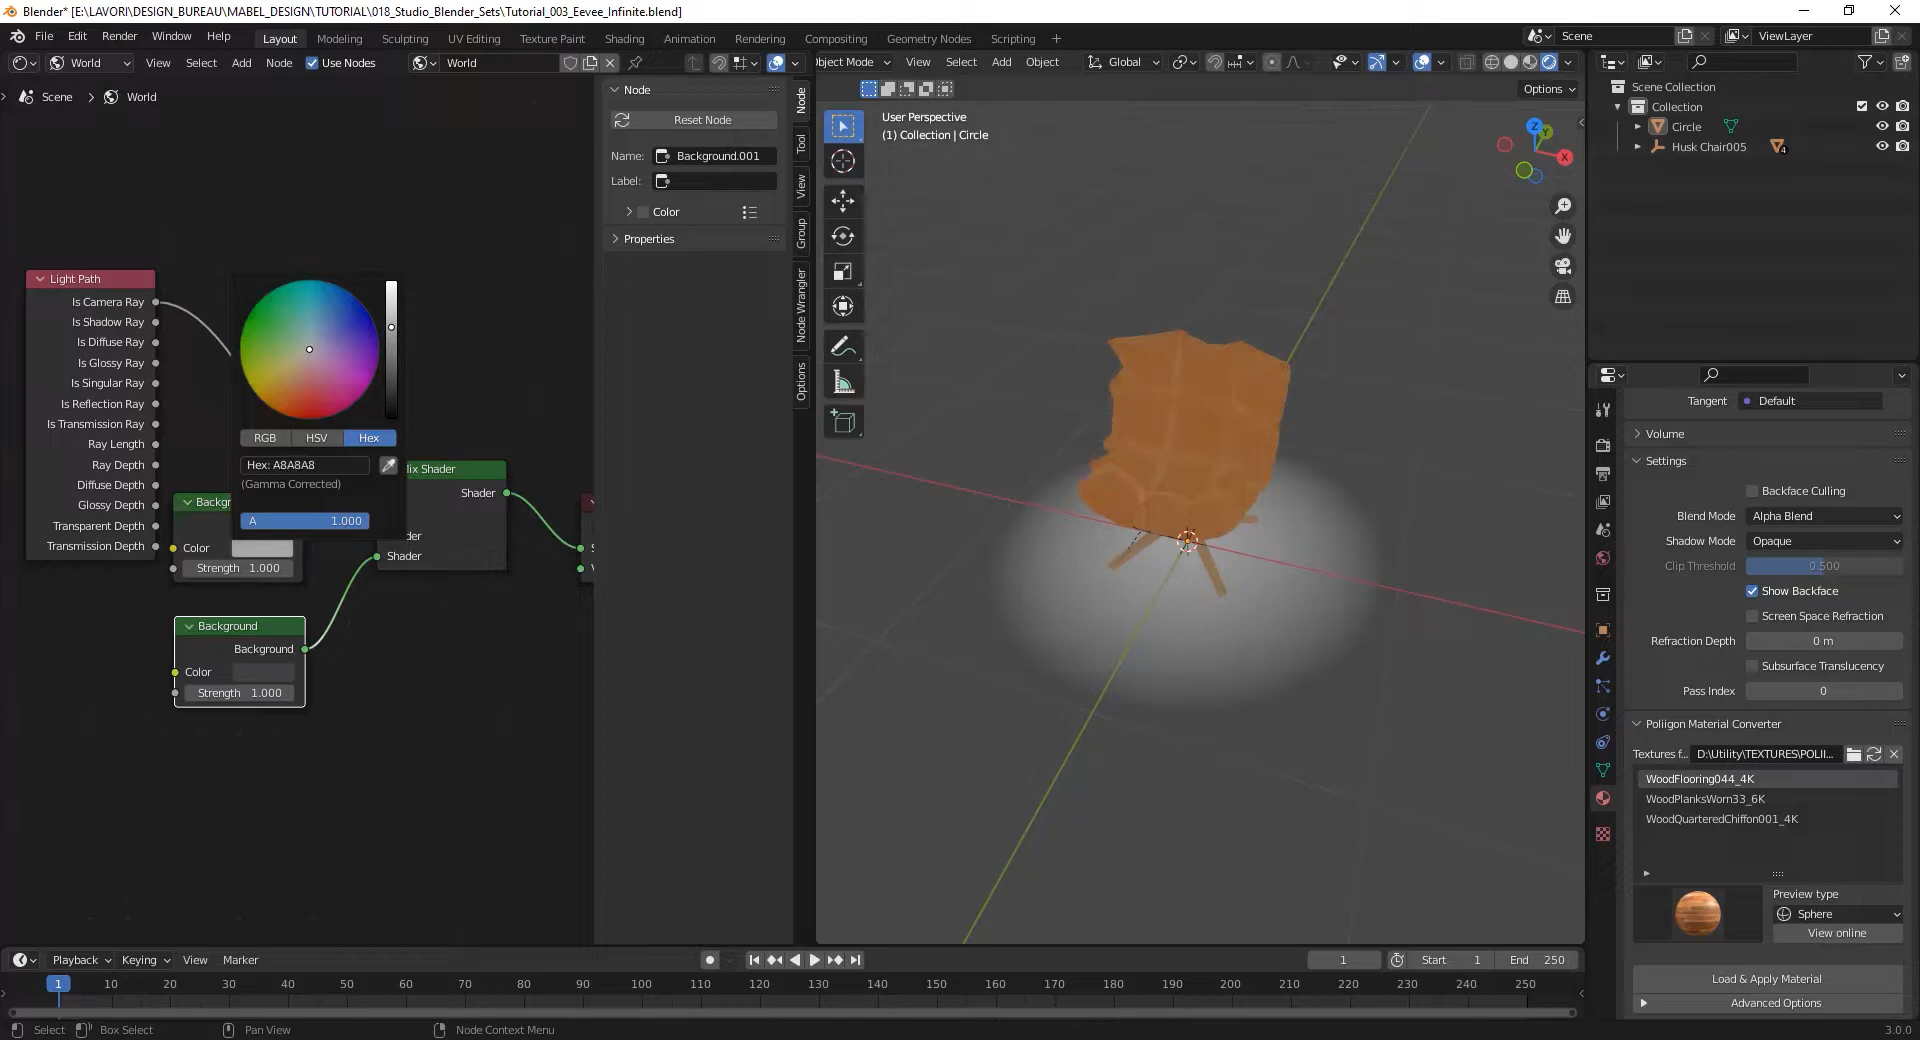 Blender* [E:\LAVORI\DESIGN_BUREAU\MABEL_DESIGN\TUTORIAL\018_Studio_Blender_Sets\Tutorial_003_Eevee_Infinite.blend]
File Edit Render Window Help Layout Modeling Sculpting UV Editing Texture Paint Shading Animation Rendering Compositing Geometry Nodes Scripting + Scene ViewLayer
World View Select Add Node Use Nodes World
bject Mode View Select Add Object Global
Options
Scene > World
Node
Reset Node
Name: Background.001
Label:
Color
Properties
Node
Tool
View
Group
Node Wrangler
Options
Light Path
Is Camera Ray
Is Shadow Ray
Is Diffuse Ray
Is Glossy Ray
Is Singular Ray
Is Reflection Ray
Is Transmission Ray
Ray Length
Ray Depth
Diffuse Depth
Glossy Depth
Transparent Depth
Transmission Depth
RGB HSV Hex
Hex: A8A8A8
(Gamma Corrected)
A 1.000
Backgr
Color
Strength 1.000
lix Shader
Shader
der
Shader
Background
Background
Color
Strength 1.000
User Perspective
(1) Collection | Circle
Z
Y
X
Scene Collection
Collection
Circle
Husk Chair005
4
Tangent Default
Volume
Settings
Backface Culling
Blend Mode Alpha Blend
Shadow Mode Opaque
Clip Threshold 0.500
Show Backface
Screen Space Refraction
Refraction Depth 0 m
Subsurface Translucency
Pass Index 0
Poliigon Material Converter
Textures f... D:\Utility\TEXTURES\POLII...
WoodFlooring044_4K
WoodPlanksWorn33_6K
WoodQuarteredChiffon001_4K
Preview type
Sphere
View online
Load & Apply Material
Advanced Options
Playback Keying View Marker
1 Start 1 End 250
1 10 20 30 40 50 60 70 80 90 100 110 120 130 140 150 160 170 180 190 200 210 220 230 240 250
Select Box Select Pan View Node Context Menu 3.0.0